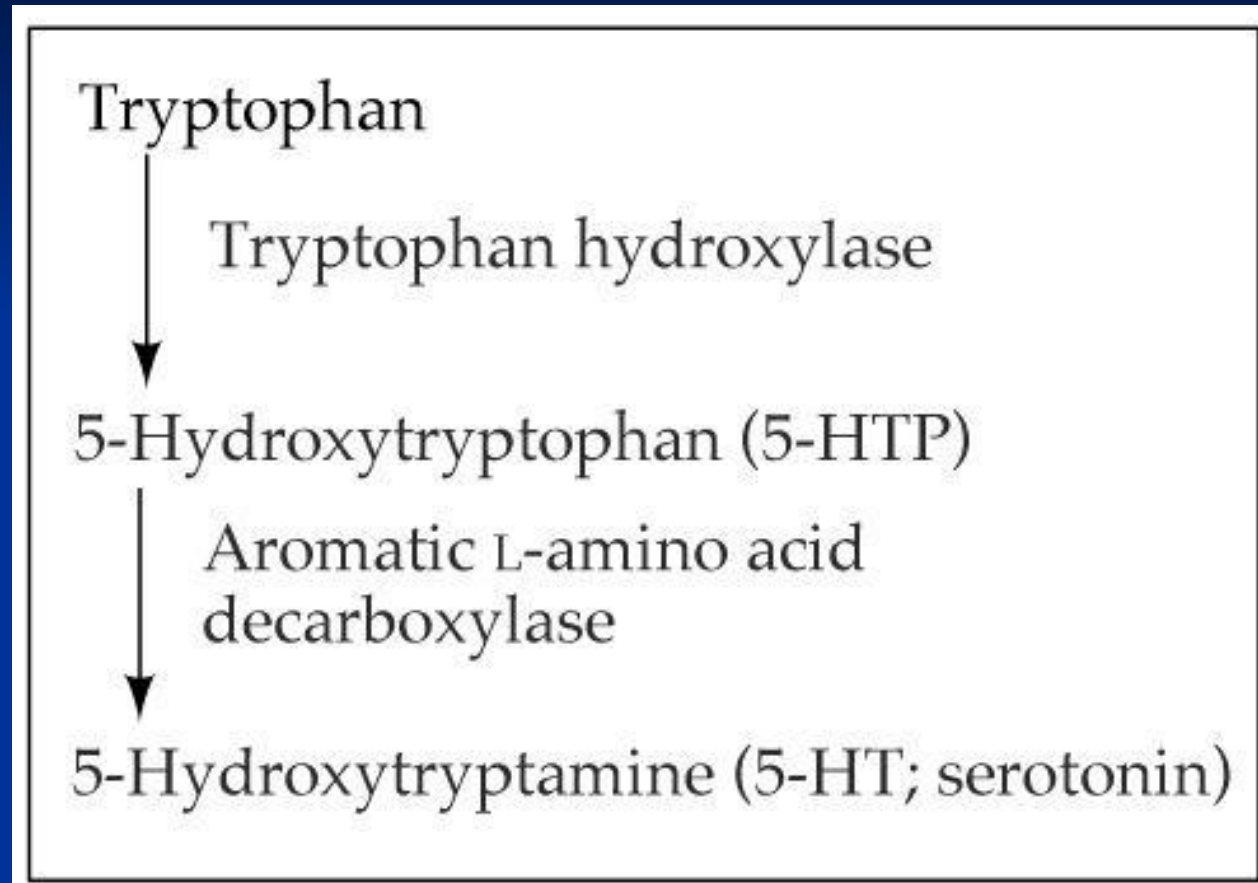 Tryptophan
Tryptophan hydroxylase
5-Hydroxytryptophan (5-HTP)
Aromatic L-amino acid
decarboxylase
5-Hydroxytryptamine (5-HT; serotonin)